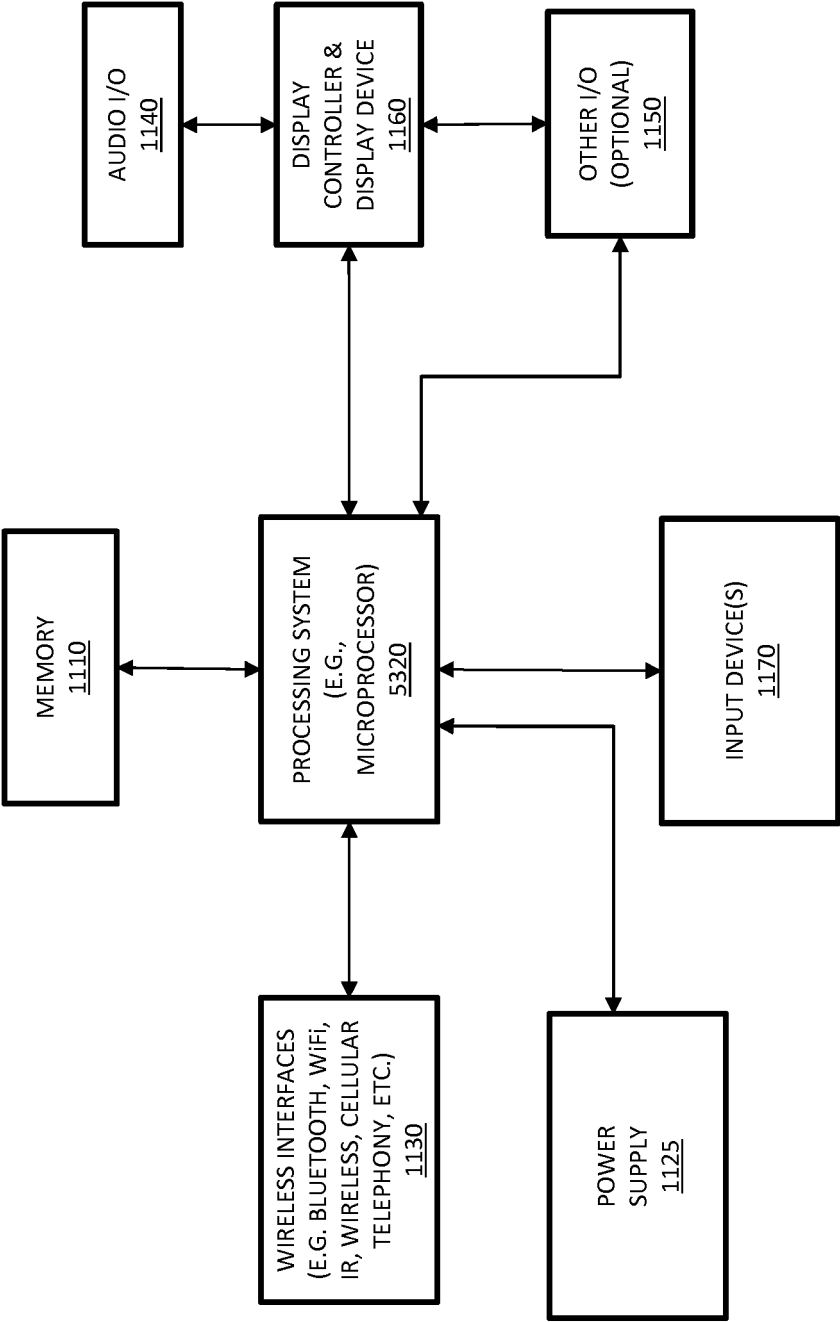 AUDIO I/O
1140
DISPLAY
CONTROLLER &
DISPLAY DEVICE
1160
OTHER I/O
(OPTIONAL)
1150
MEMORY
1110
PROCESSING SYSTEM
(E.G.,
MICROPROCESSOR)
5320
INPUT DEVICE(S)
1170
WIRELESS INTERFACES
(E.G. BLUETOOTH, WiFi,
IR, WIRELESS, CELLULAR
TELEPHONY, ETC.)
1130
POWER
SUPPLY
1125